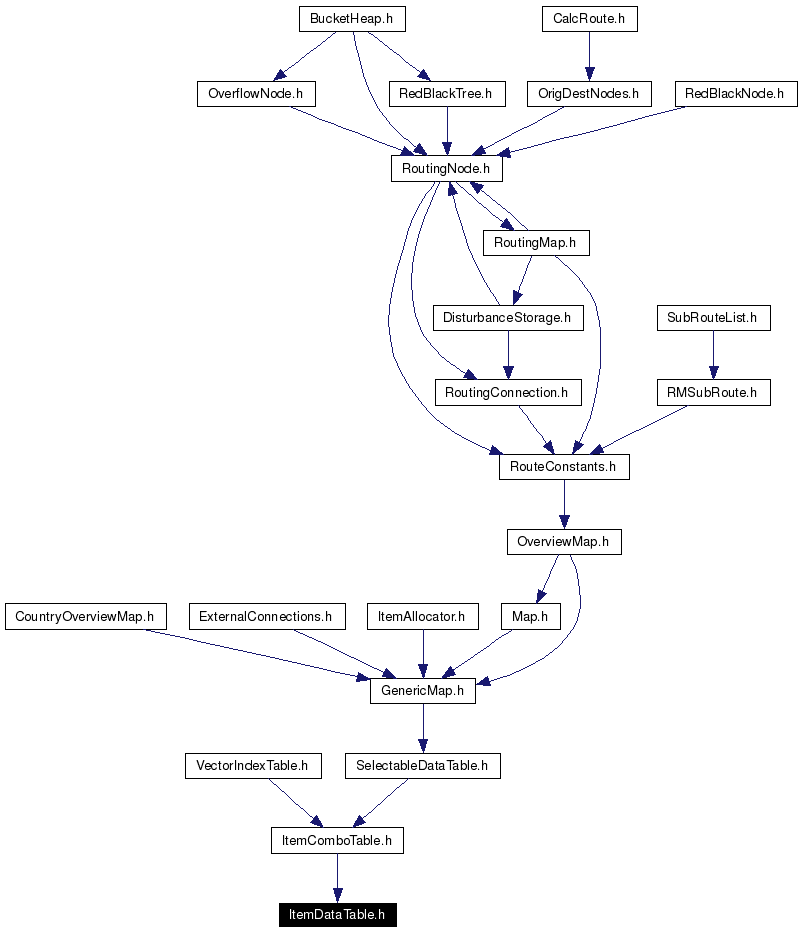 BucketHeap.h
CalcRoute.h
OverflowNode.h
RedBlackTree.h
OrigDestNodes.h
RedBlackNode.h
RoutingNode.h
RoutingMap.h
DisturbanceStorage.h
SubRouteList.h
RoutingConnection.h
RMSubRoute.h
RouteConstants.h
OverviewMap.h
CountryOverviewMap.h
ExternalConnections.h
ItemAllocator.h
Map.h
GenericMap.h
VectorIndexTable.h
SelectableDataTable.h
ItemComboTable.h
ItemDataTable.h